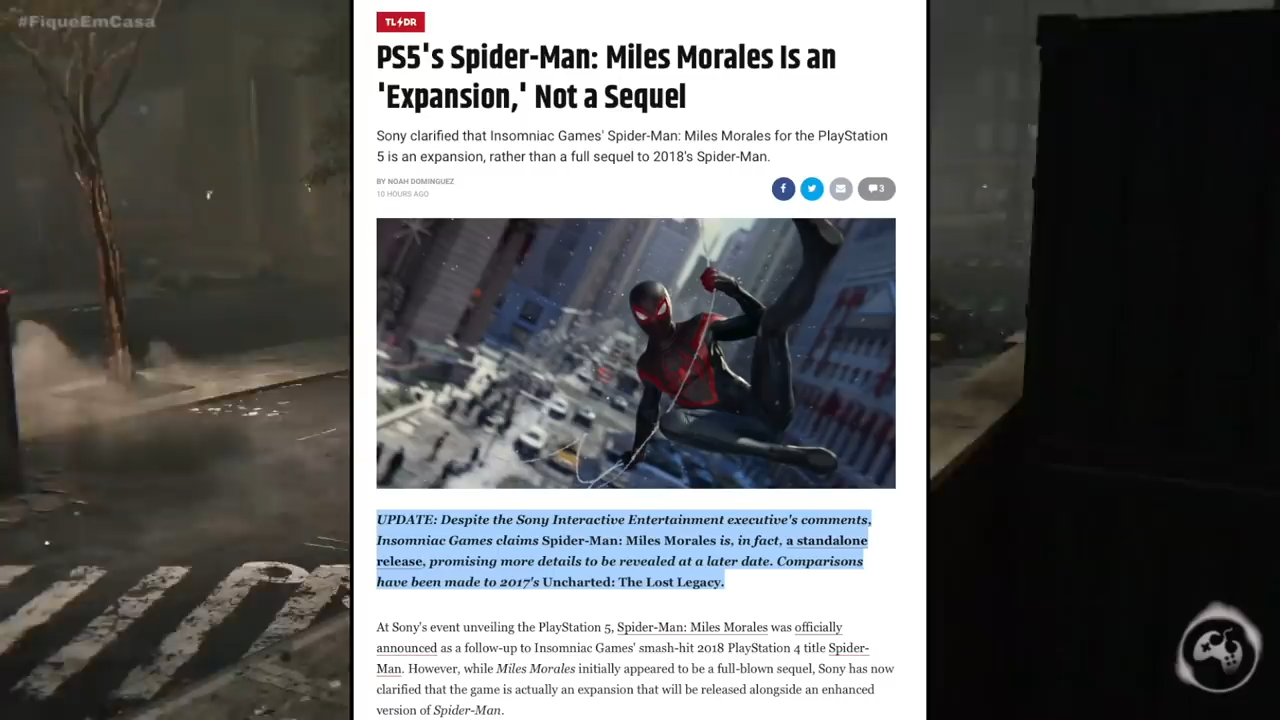 #FiqueEmCasa
TL DR
PS5's Spider-Man: Miles Morales Is an
'Expansion,' Not a Sequel
Sony clarified that Insomniac Games' Spider-Man: Miles Morales for the PlayStation
5 is an expansion, rather than a full sequel to 2018's Spider-Man.
BY NOAH DOMINGUEZ
10 HOURS AGO
3
UPDATE: Despite the Sony Interactive Entertainment executive's comments,
Insomniac Games claims Spider-Man: Miles Morales is, in fact, a standalone
release, promising more details to be revealed at a later date. Comparisons
have been made to 2017's Uncharted: The Lost Legacy.
At Sony's event unveiling the PlayStation 5, Spider-Man: Miles Morales was officially
announced as a follow-up to Insomniac Games' smash-hit 2018 PlayStation 4 title Spider-
Man. However, while Miles Morales initially appeared to be a full-blown sequel, Sony has now
clarified that the game is actually an expansion that will be released alongside an enhanced
version of Spider-Man.